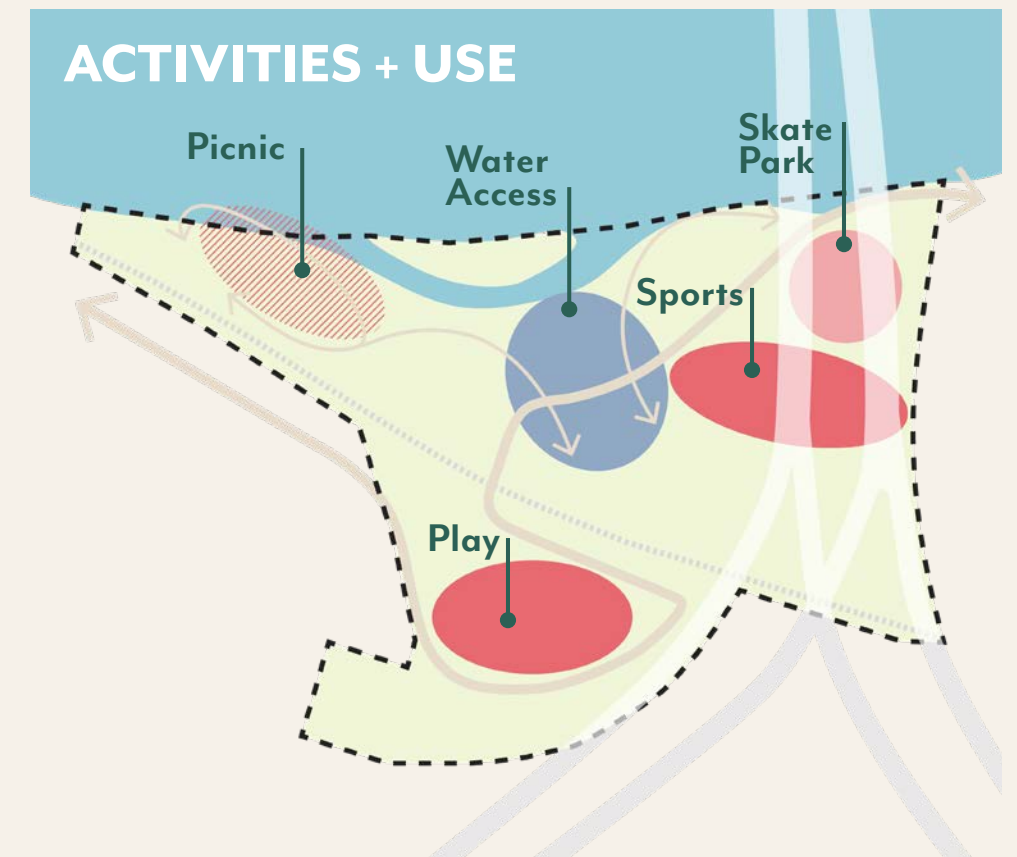 ACTIVITIES + USE
Picnic
Water
Access
Skate
Park
Sports
Play